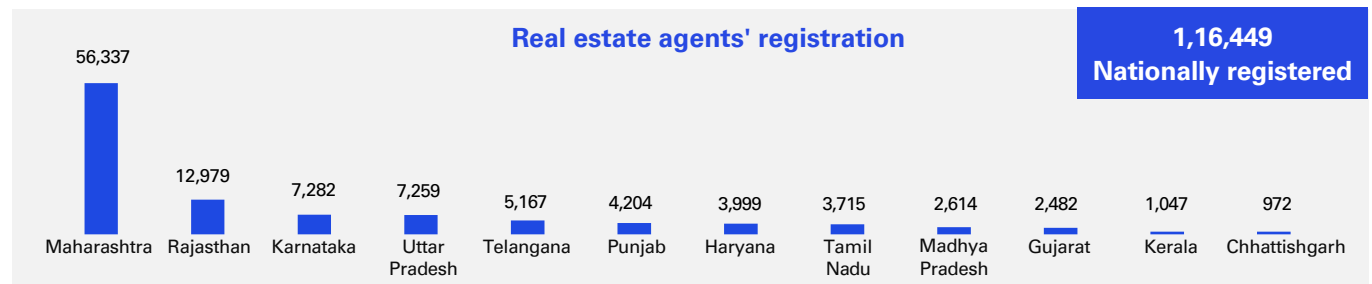 Real estate agents' registration
1,16,449
Nationally registered
56,337
12,979
7,282
7,259
5,167
4,204
3,999
3,715
2,614
2,482
1,047
972
Maharashtra
Rajasthan
Karnataka
Uttar
Pradesh
Telangana
Punjab
Haryana
Tamil
Nadu
Madhya
Pradesh
Gujarat
Kerala
Chhattishgarh